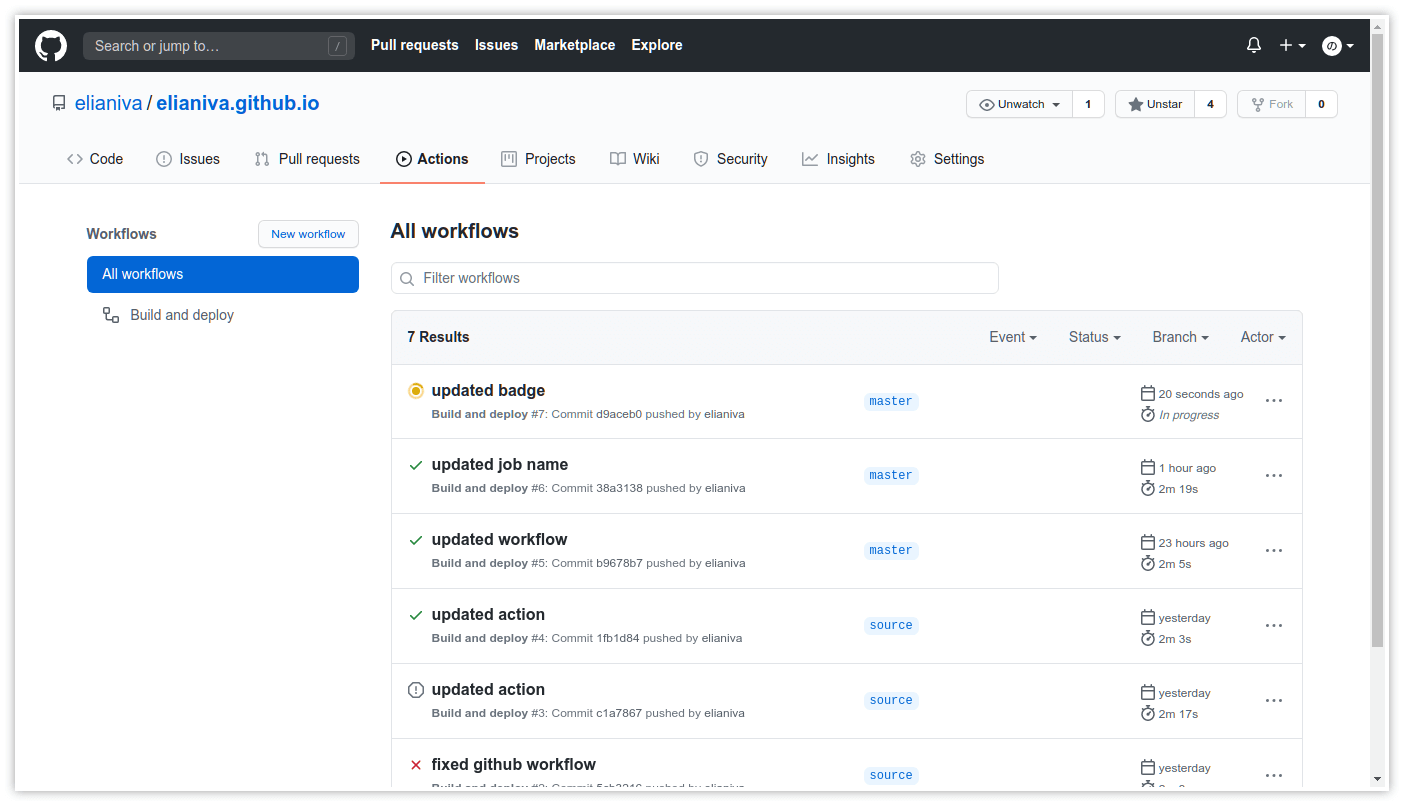 Search or jump to… /
Pull requests Issues Marketplace Explore
の
elianiva / elianiva.github.io
Unwatch 1 Unstar 4 Fork 0
Code Issues Pull requests Actions Projects Wiki Security Insights Settings
Workflows
New workflow
All workflows
Build and deploy
All workflows
Filter workflows
7 Results Event Status Branch Actor
updated badge
Build and deploy #7: Commit d9aceb0 pushed by elianiva
master
20 seconds ago
In progress
updated job name
Build and deploy #6: Commit 38a3138 pushed by elianiva
master
1 hour ago
2m 19s
updated workflow
Build and deploy #5: Commit b9678b7 pushed by elianiva
master
23 hours ago
2m 5s
updated action
Build and deploy #4: Commit 1fb1d84 pushed by elianiva
source
yesterday
2m 3s
updated action
Build and deploy #3: Commit c1a7867 pushed by elianiva
source
yesterday
2m 17s
fixed github workflow
source
yesterday